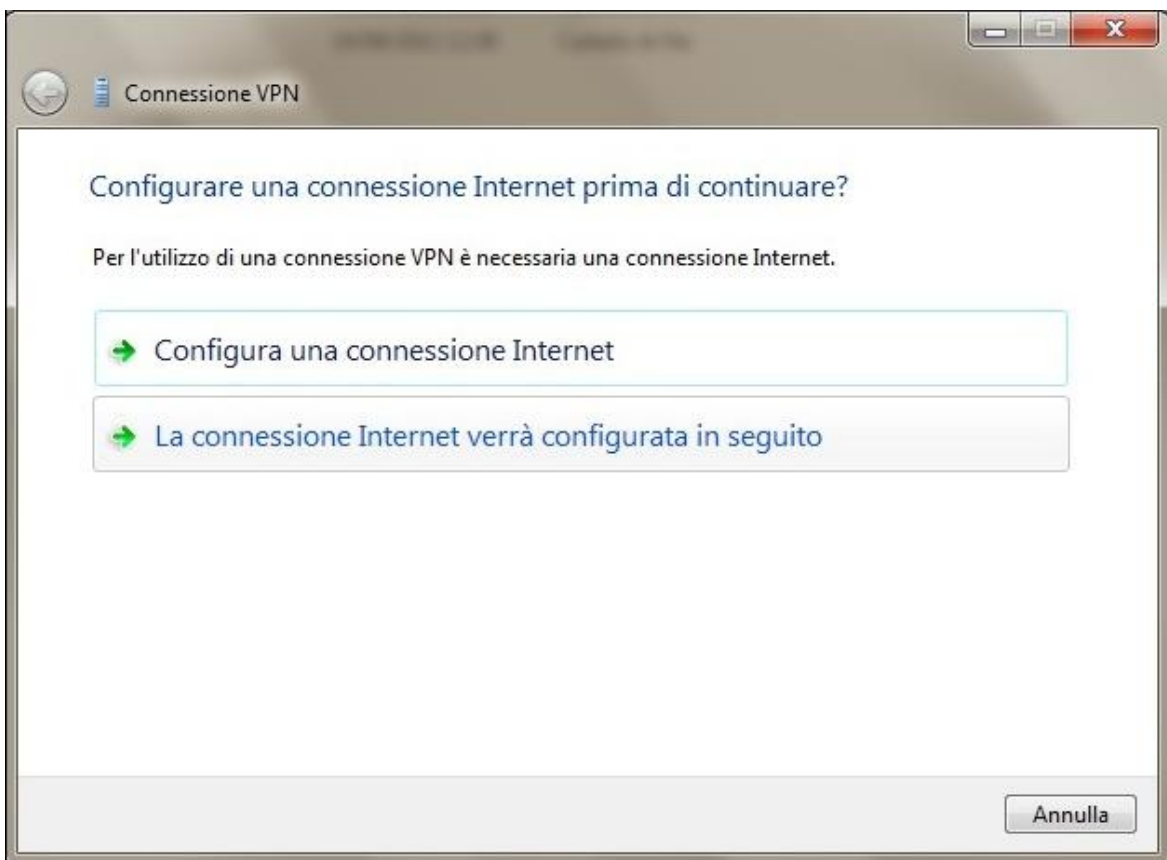 Connessione VPN
Configurare una connessione Internet prima di continuare?
Per l'utilizzo di una connessione VPN è necessaria una connessione Internet.
Configura una connessione Internet
La connessione Internet verrà configurata in seguito
Annulla